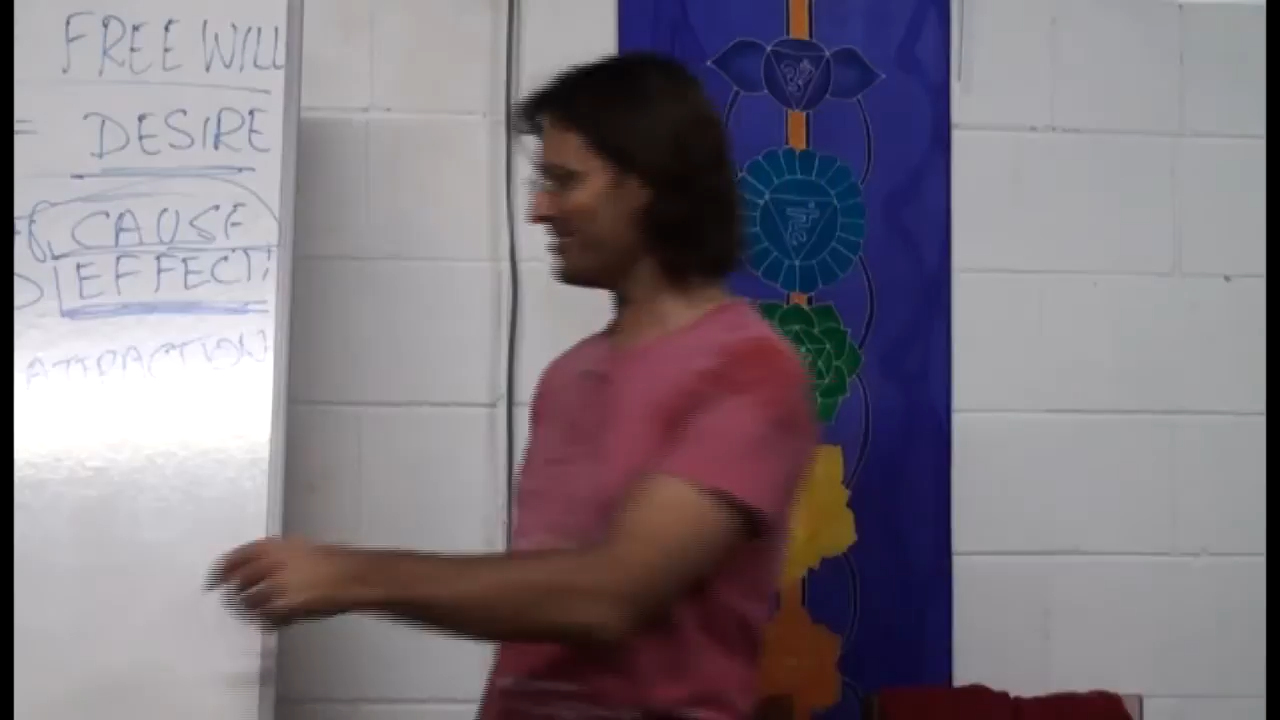 FREE WILL
= DESIRE
CAUSE
EFFECT
ATTRACTION
ॐ
हं